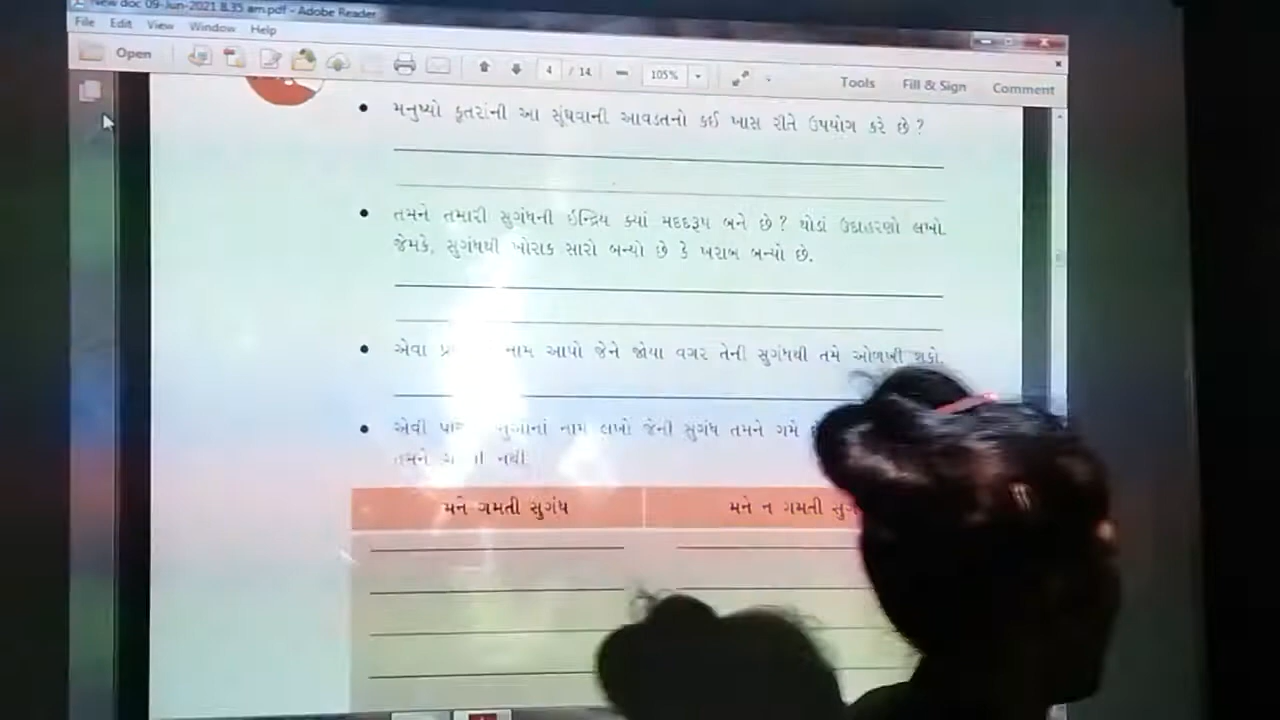 New doc 09-Jun-2021 8.35 am.pdf - Adobe Reader
File Edit View Window Help
Open 4 / 14 105% Tools Fill & Sign Comment
• મનુષ્યો કૂતરાંની આ સૂંઘવાની આવડતનો કઈ ખાસ રીતે ઉપયોગ કરે છે ?
• તમને તમારી સુગંધની ઇન્દ્રિય ક્યાં મદદરૂપ બને છે ? થોડાં ઉદાહરણો લખો.
જેમકે, સુગંધથી ખોરાક સારો બન્યો છે કે ખરાબ બન્યો છે.
• એવા નામ આપો જેને જોયા વગર તેની સુગંધથી તમે ઓળખી શકો.
• એવી નામ લખો જેની સુગંધ તમને ગમે
તમને નથી
મને ગમતી સુગંધ મને ન ગમતી